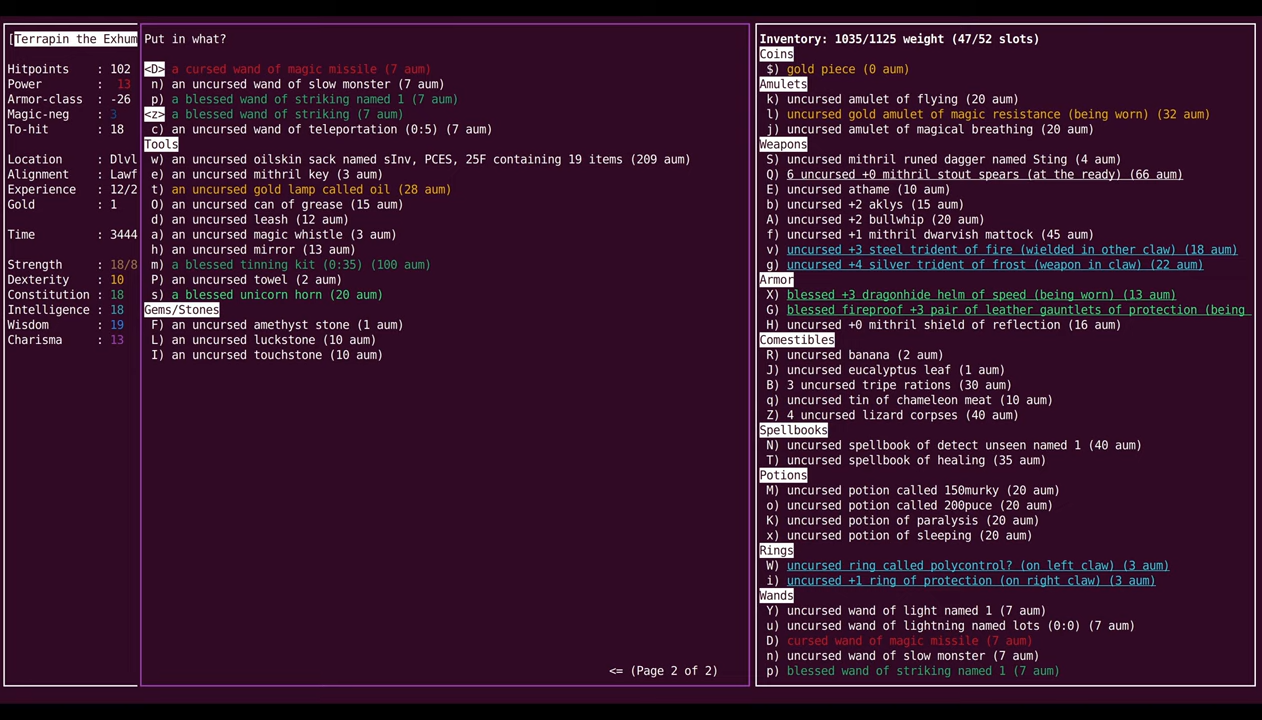 [Terrapin the Exhum
Hitpoints : 102
Power : 13
Armor-class : -26
Magic-neg : 3
To-hit : 18
Location : Dlvl
Alignment : Lawf
Experience : 12/2
Gold : 1
Time : 3444
Strength : 18/8
Dexterity : 10
Constitution : 18
Intelligence : 18
Wisdom : 19
Charisma : 13
Put in what?
<D> a cursed wand of magic missile (7 aum)
n) an uncursed wand of slow monster (7 aum)
p) a blessed wand of striking named 1 (7 aum)
<z> a blessed wand of striking (7 aum)
c) an uncursed wand of teleportation (0:5) (7 aum)
Tools
w) an uncursed oilskin sack named sInv, PCES, 25F containing 19 items (209 aum)
e) an uncursed mithril key (3 aum)
t) an uncursed gold lamp called oil (28 aum)
O) an uncursed can of grease (15 aum)
d) an uncursed leash (12 aum)
a) an uncursed magic whistle (3 aum)
h) an uncursed mirror (13 aum)
m) a blessed tinning kit (0:35) (100 aum)
P) an uncursed towel (2 aum)
s) a blessed unicorn horn (20 aum)
Gems/Stones
F) an uncursed amethyst stone (1 aum)
L) an uncursed luckstone (10 aum)
I) an uncursed touchstone (10 aum)
<= (Page 2 of 2)
Inventory: 1035/1125 weight (47/52 slots)
Coins
$) gold piece (0 aum)
Amulets
k) uncursed amulet of flying (20 aum)
l) uncursed gold amulet of magic resistance (being worn) (32 aum)
j) uncursed amulet of magical breathing (20 aum)
Weapons
S) uncursed mithril runed dagger named Sting (4 aum)
Q) 6 uncursed +0 mithril stout spears (at the ready) (66 aum)
E) uncursed athame (10 aum)
b) uncursed +2 aklys (15 aum)
A) uncursed +2 bullwhip (20 aum)
f) uncursed +1 mithril dwarvish mattock (45 aum)
v) uncursed +3 steel trident of fire (wielded in other claw) (18 aum)
g) uncursed +4 silver trident of frost (weapon in claw) (22 aum)
Armor
X) blessed +3 dragonhide helm of speed (being worn) (13 aum)
G) blessed fireproof +3 pair of leather gauntlets of protection (being
H) uncursed +0 mithril shield of reflection (16 aum)
Comestibles
R) uncursed banana (2 aum)
J) uncursed eucalyptus leaf (1 aum)
B) 3 uncursed tripe rations (30 aum)
q) uncursed tin of chameleon meat (10 aum)
Z) 4 uncursed lizard corpses (40 aum)
Spellbooks
N) uncursed spellbook of detect unseen named 1 (40 aum)
T) uncursed spellbook of healing (35 aum)
Potions
M) uncursed potion called 150murky (20 aum)
o) uncursed potion called 200puce (20 aum)
K) uncursed potion of paralysis (20 aum)
x) uncursed potion of sleeping (20 aum)
Rings
W) uncursed ring called polycontrol? (on left claw) (3 aum)
i) uncursed +1 ring of protection (on right claw) (3 aum)
Wands
Y) uncursed wand of light named 1 (7 aum)
u) uncursed wand of lightning named lots (0:0) (7 aum)
D) cursed wand of magic missile (7 aum)
n) uncursed wand of slow monster (7 aum)
p) blessed wand of striking named 1 (7 aum)